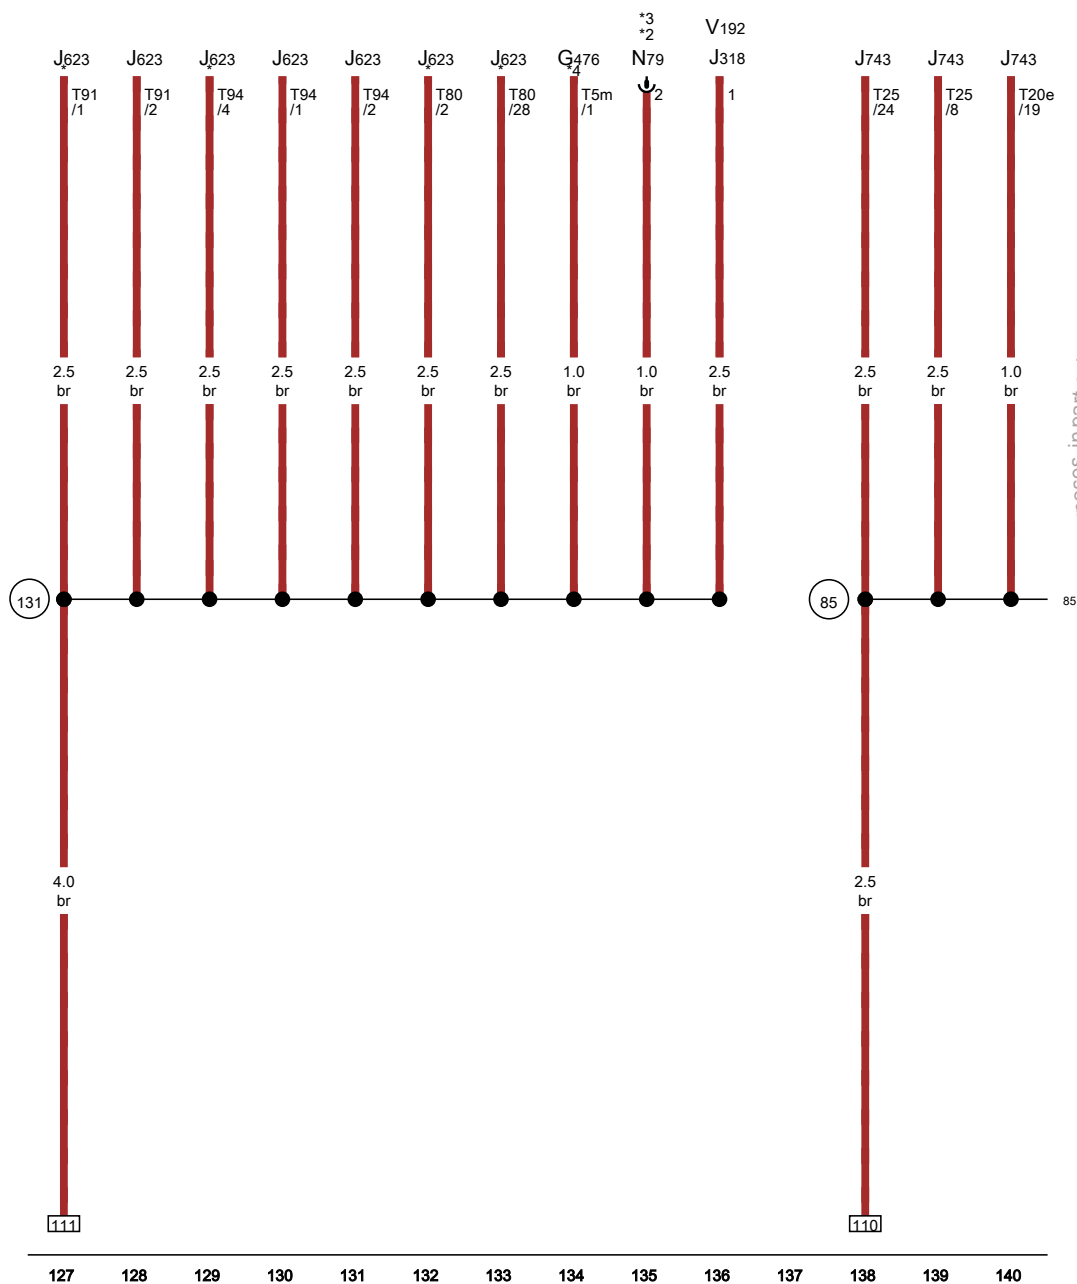 *3
*2
V192
J623 J623 J623 J623 J623 J623 J623 G476 N79 J318 J743 J743 J743
* * * * *4
T91 T91 T94 T94 T94 T80 T80 T5m 2 1 T25 T25 T20e
/1 /2 /4 /1 /2 /2 /28 /1 /24 /8 /19
2.5 2.5 2.5 2.5 2.5 2.5 2.5 1.0 1.0 2.5 2.5 2.5 1.0
br br br br br br br br br br br br br
131 85 85
4.0 2.5
br br
111 110
127 128 129 130 131 132 133 134 135 136 137 138 139 140
in part